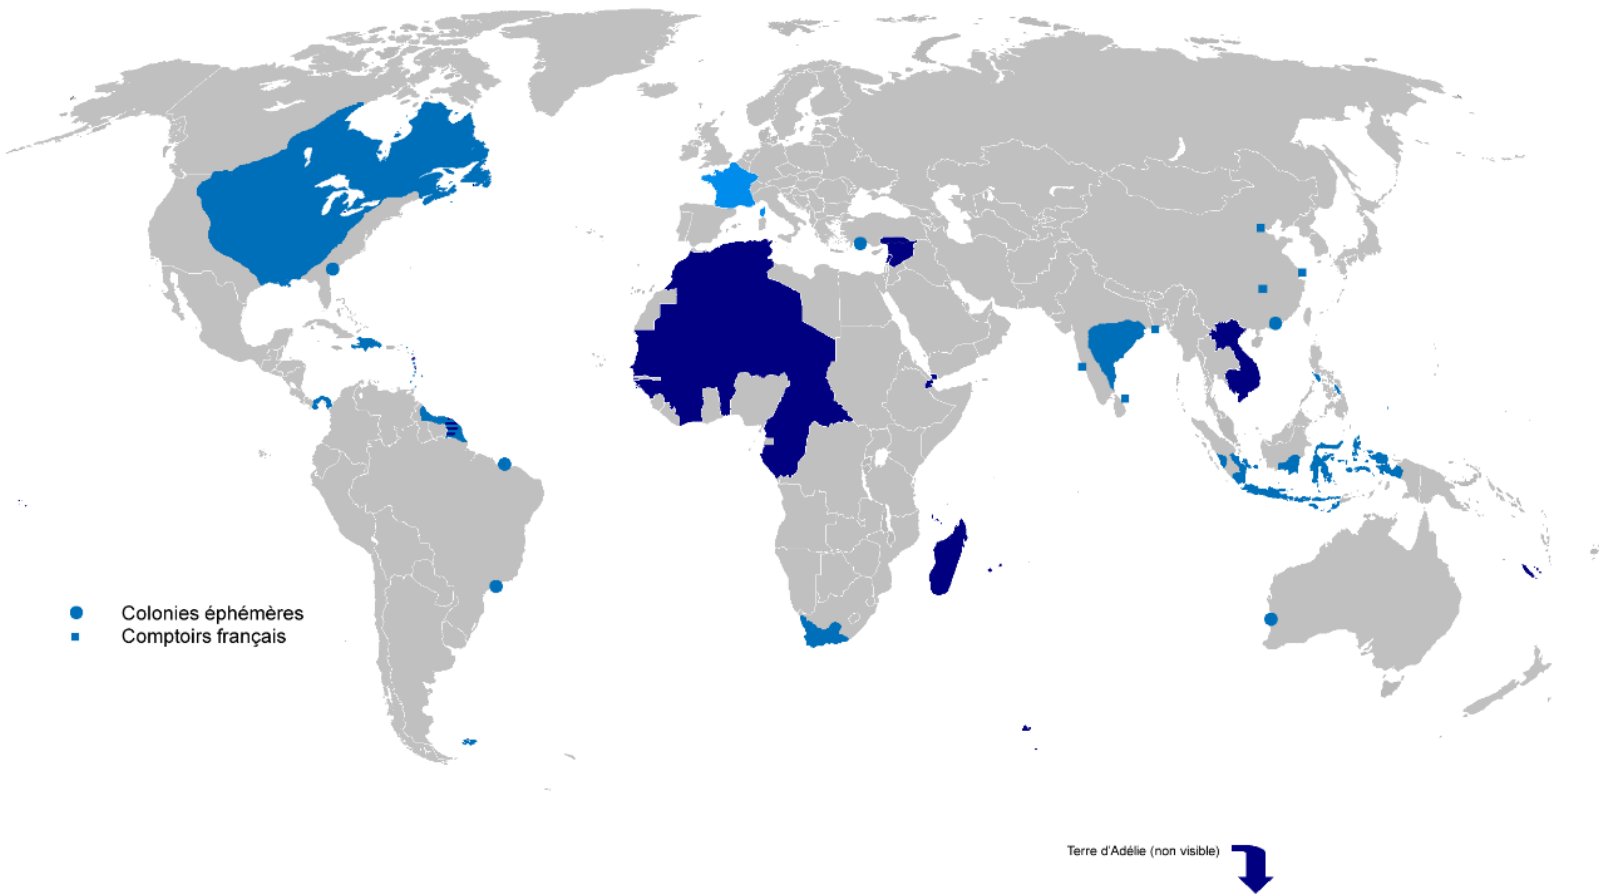 Colonies éphémères
Comptoirs français
Terre d'Adélie (non visible)